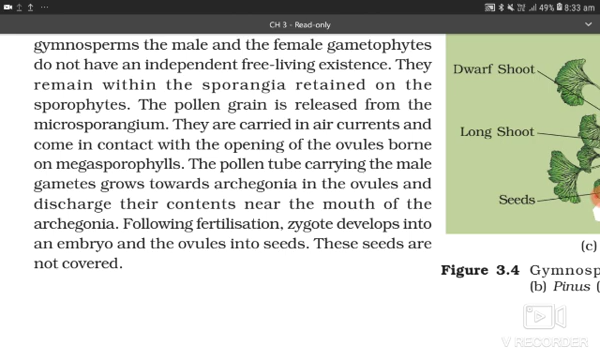 49% 8:33 am
CH 3 - Read-only
gymnosperms the male and the female gametophytes
do not have an independent free-living existence. They
remain within the sporangia retained on the
sporophytes. The pollen grain is released from the
microsporangium. They are carried in air currents and
come in contact with the opening of the ovules borne
on megasporophylls. The pollen tube carrying the male
gametes grows towards archegonia in the ovules and
discharge their contents near the mouth of the
archegonia. Following fertilisation, zygote develops into
an embryo and the ovules into seeds. These seeds are
not covered.
Dwarf Shoot
Long Shoot
Seeds
(c)
Figure 3.4 Gymnosp
(b) Pinus (
V RECORDER